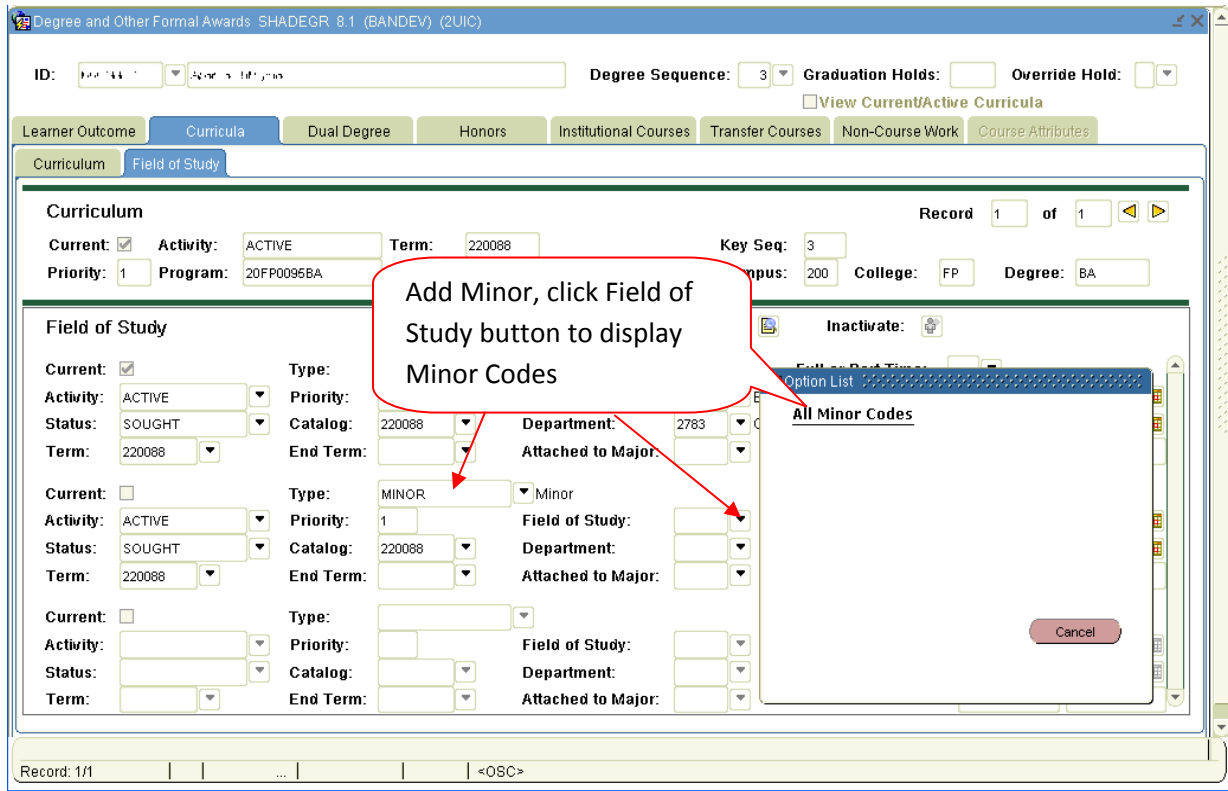 Degree and Other Formal Awards SHADEGR 8.1 (BANDEV) (2UIC)
ID: Degree Sequence: 3 Graduation Holds: Override Hold:
View Current/Active Curricula
Learner Outcome Curricula Dual Degree Honors Institutional Courses Transfer Courses Non-Course Work Course Attributes
Curriculum Field of Study
Curriculum Record 1 of 1
Current: Activity: ACTIVE Term: 220088 Key Seq: 3
Priority: 1 Program: 20FP0095BA 200 College: FP Degree: BA
Add Minor, click Field of
Study button to display
Minor Codes
Field of Study Inactivate:
Current: Type:
Activity: ACTIVE Priority:
Status: SOUGHT Catalog: 220088 Department: 2783
Term: 220088 End Term: Attached to Major:
Option List
All Minor Codes
Cancel
Current: Type: MINOR Minor
Activity: ACTIVE Priority: 1 Field of Study:
Status: SOUGHT Catalog: 220088 Department:
Term: 220088 End Term: Attached to Major:
Current: Type:
Activity: Priority: Field of Study:
Status: Catalog: Department:
Term: End Term: Attached to Major:
Record: 1/1 ... <OSC>